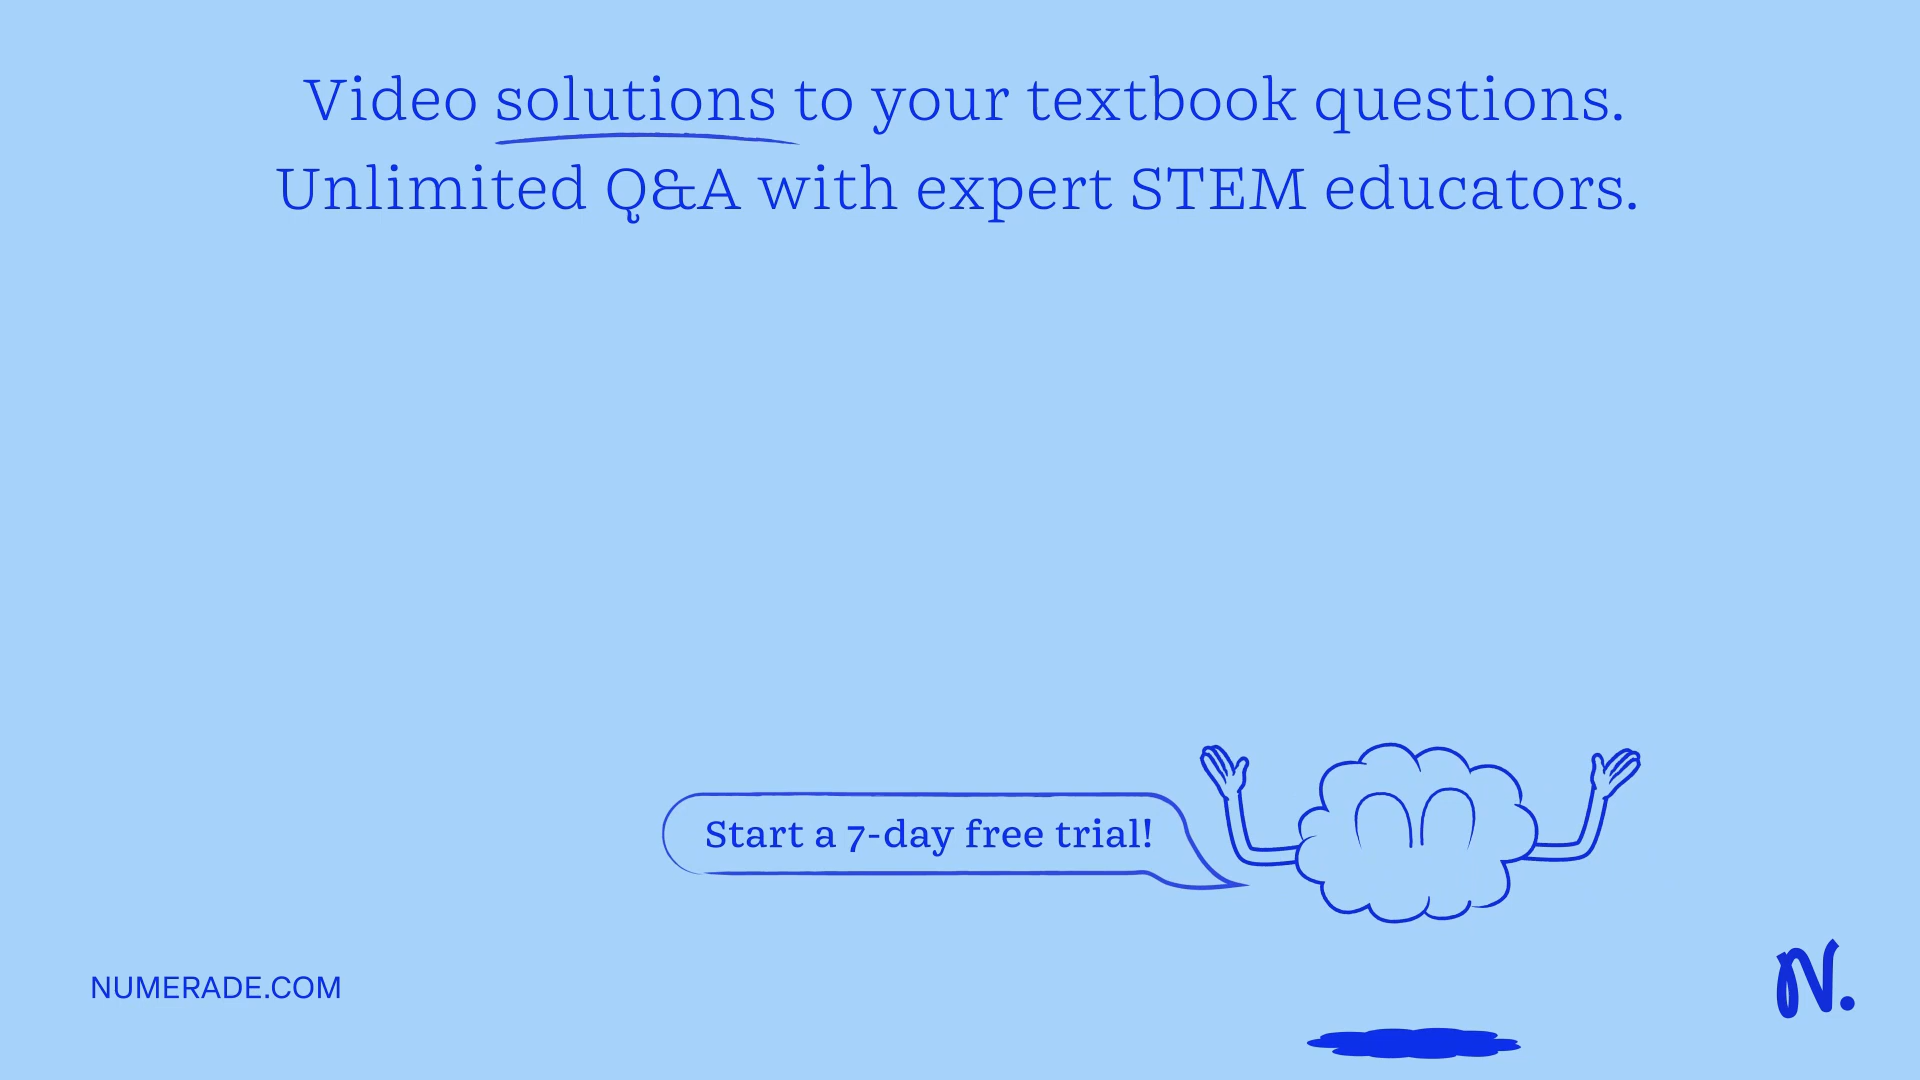 Video solutions to your textbook questions.
Unlimited Q&A with expert STEM educators.
Start a 7-day free trial!
NUMERADE.COM
N.